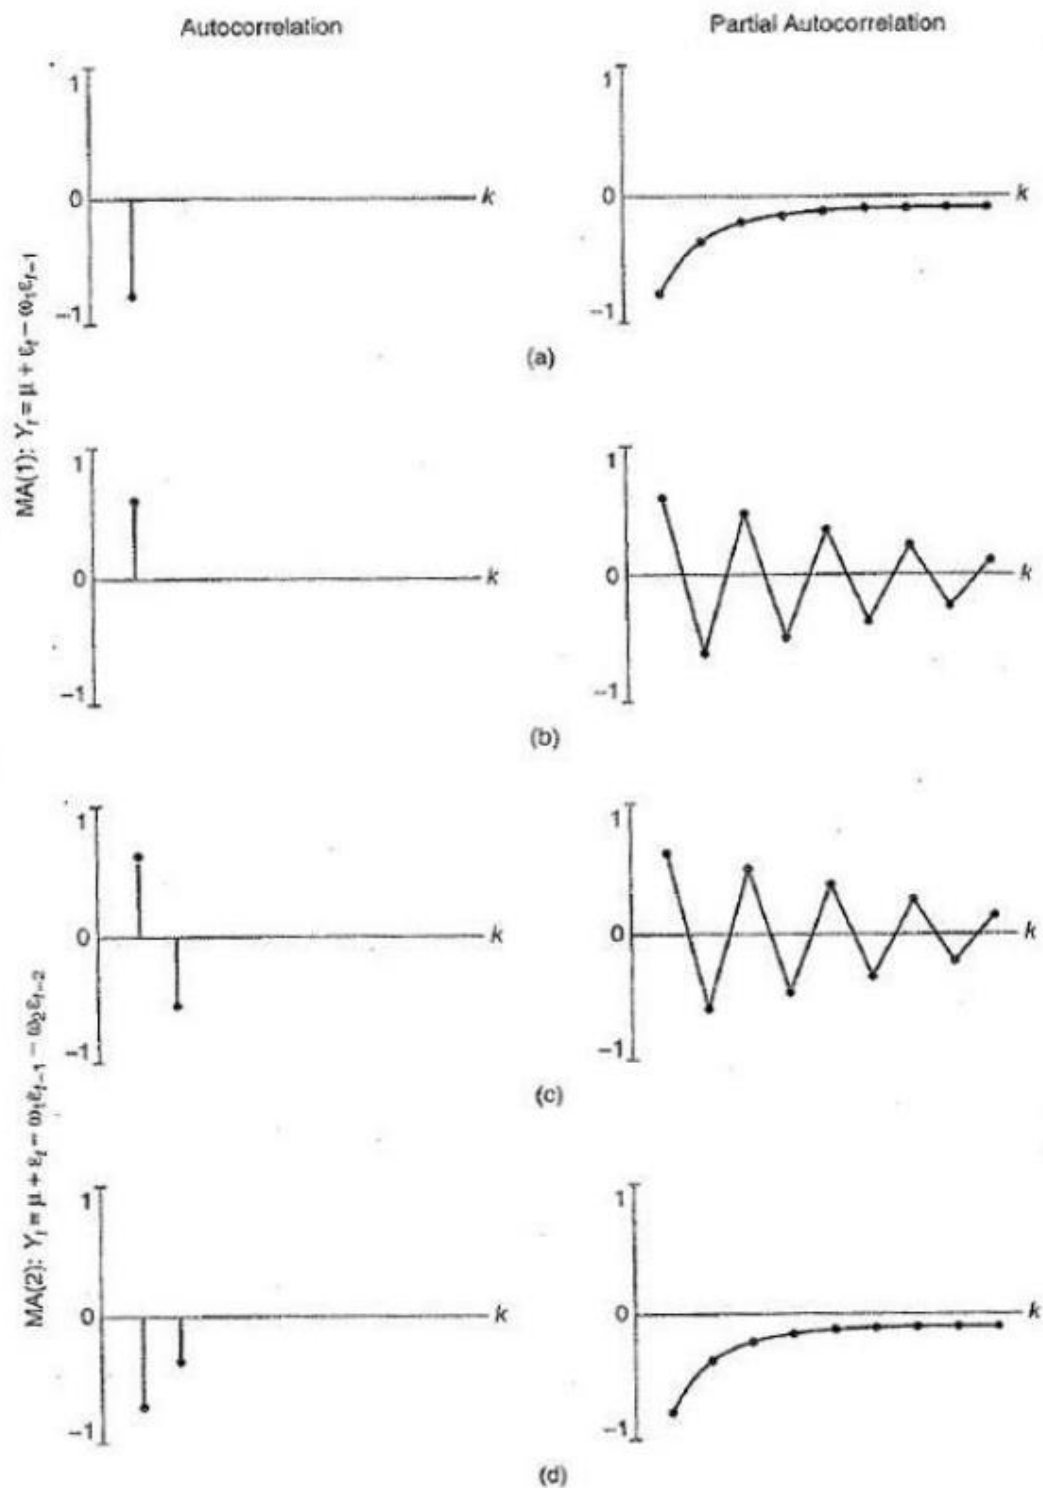 Autocorrelation
Partial Autocorrelation
MA(1): Yₜ = μ + εₜ – ω₁εₜ₋₁
1
0
–1
k
1
0
–1
k
(a)
1
0
–1
k
1
0
–1
k
(b)
MA(2): Yₜ = μ + εₜ – ω₁εₜ₋₁ – ω₂εₜ₋₂
1
0
–1
k
1
0
–1
k
(c)
1
0
–1
k
1
0
–1
k
(d)